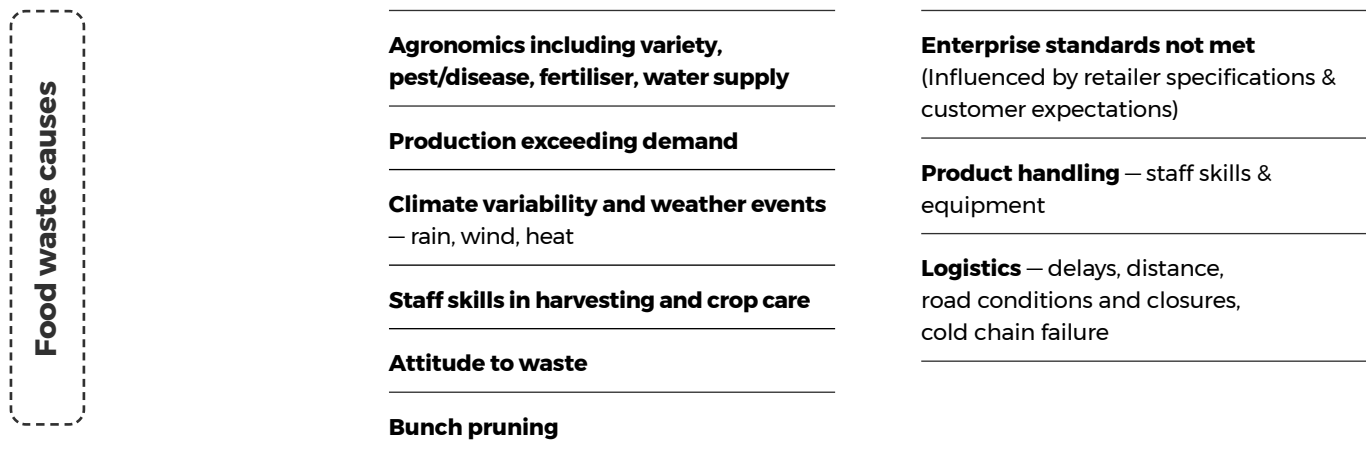 Food waste causes
Agronomics including variety,
pest/disease, fertiliser, water supply
Production exceeding demand
Climate variability and weather events
— rain, wind, heat
Staff skills in harvesting and crop care
Attitude to waste
Bunch pruning
Enterprise standards not met
(Influenced by retailer specifications &
customer expectations)
Product handling — staff skills &
equipment
Logistics — delays, distance,
road conditions and closures,
cold chain failure